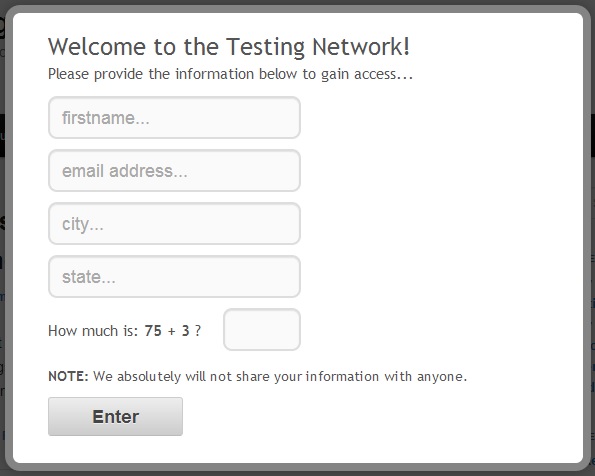 Welcome to the Testing Network!
Please provide the information below to gain access...
firstname...
email address...
city...
state...
How much is: 75 + 3 ?
NOTE: We absolutely will not share your information with anyone.
Enter